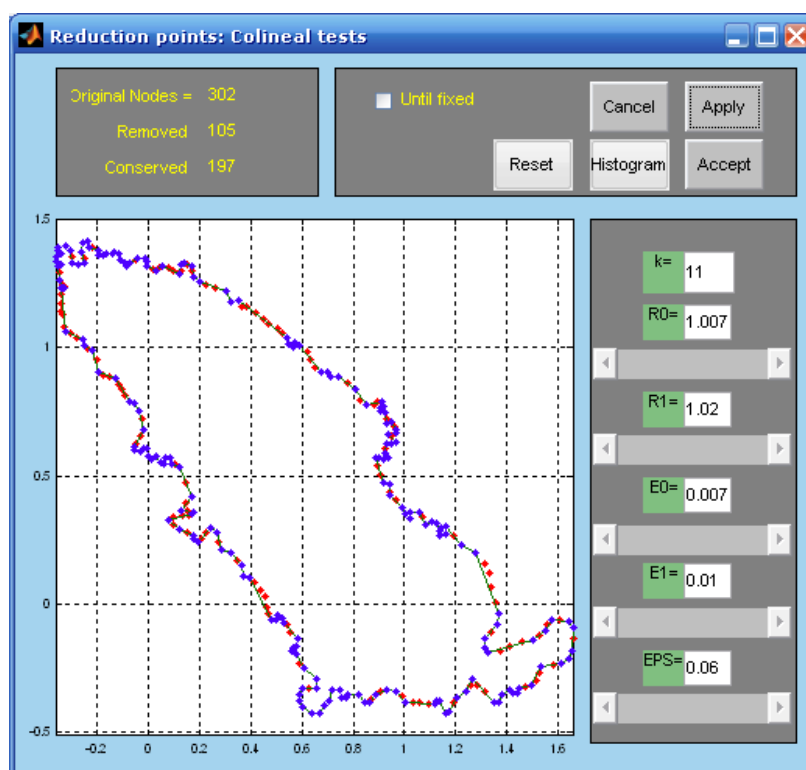 Reduction points: Colineal tests
Original Nodes = 302
Removed 105
Conserved 197
Until fixed
Cancel
Apply
Reset
Histogram
Accept
1.5
1
0.5
0
-0.5
-0.2
0
0.2
0.4
0.6
0.8
1
1.2
1.4
1.6
k= 11
R0= 1.007
R1= 1.02
E0= 0.007
E1= 0.01
EPS= 0.06